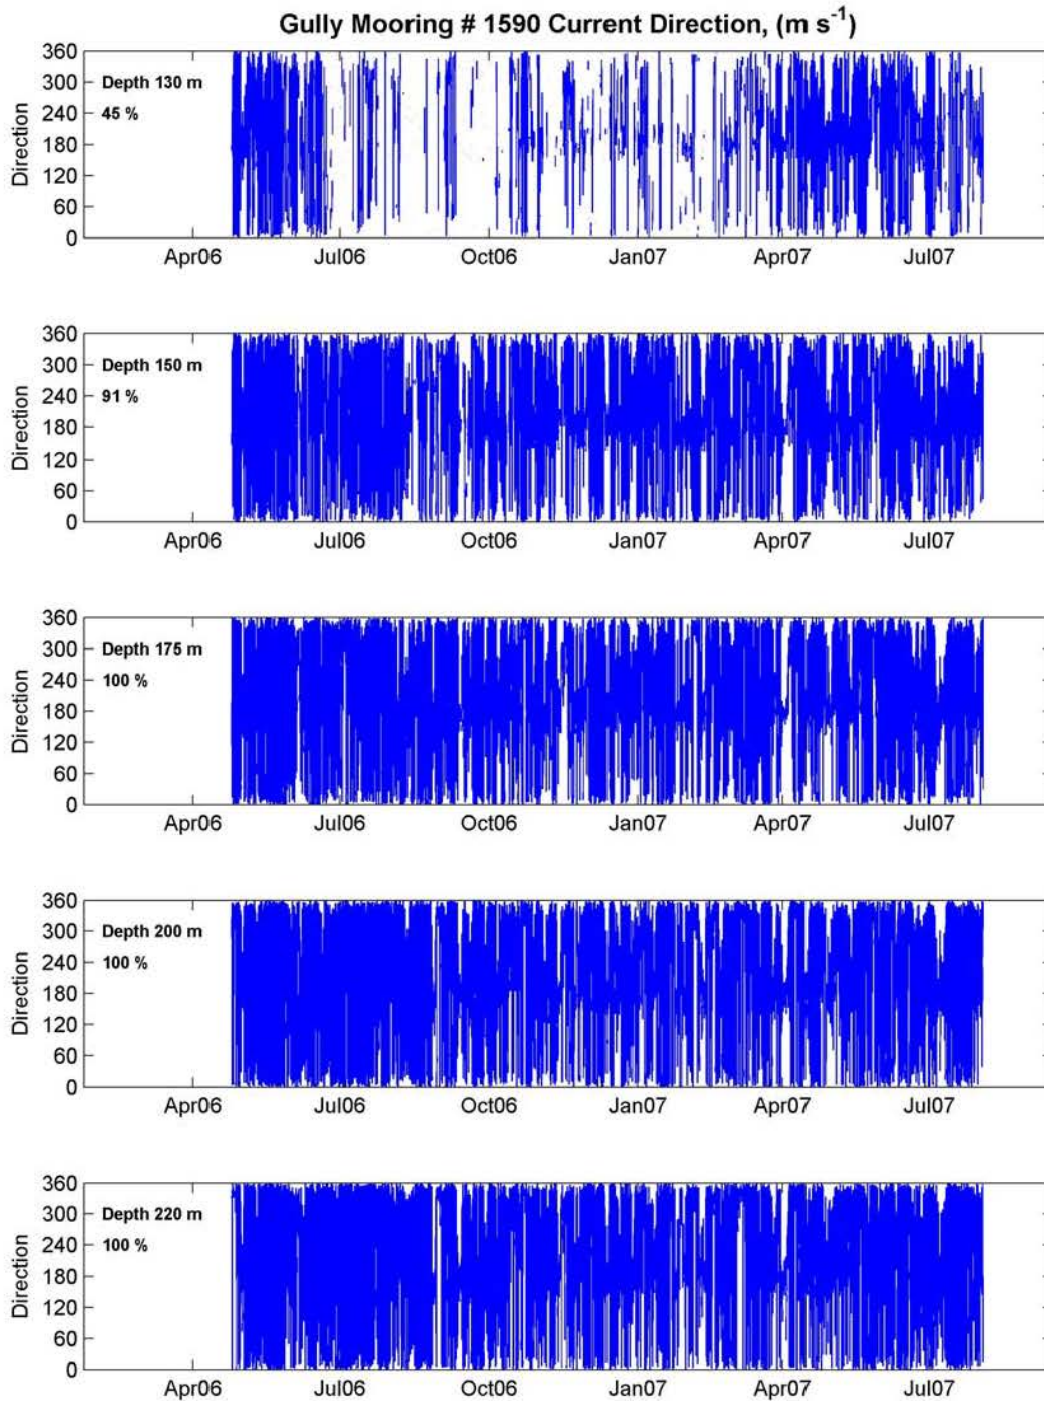 Gully Mooring # 1590 Current Direction, (m s⁻¹)
360
300
240
180
120
60
0
Direction
Depth 130 m
45 %
Apr06 Jul06 Oct06 Jan07 Apr07 Jul07
360
300
240
180
120
60
0
Direction
Depth 150 m
91 %
Apr06 Jul06 Oct06 Jan07 Apr07 Jul07
360
300
240
180
120
60
0
Direction
Depth 175 m
100 %
Apr06 Jul06 Oct06 Jan07 Apr07 Jul07
360
300
240
180
120
60
0
Direction
Depth 200 m
100 %
Apr06 Jul06 Oct06 Jan07 Apr07 Jul07
360
300
240
180
120
60
0
Direction
Depth 220 m
100 %
Apr06 Jul06 Oct06 Jan07 Apr07 Jul07